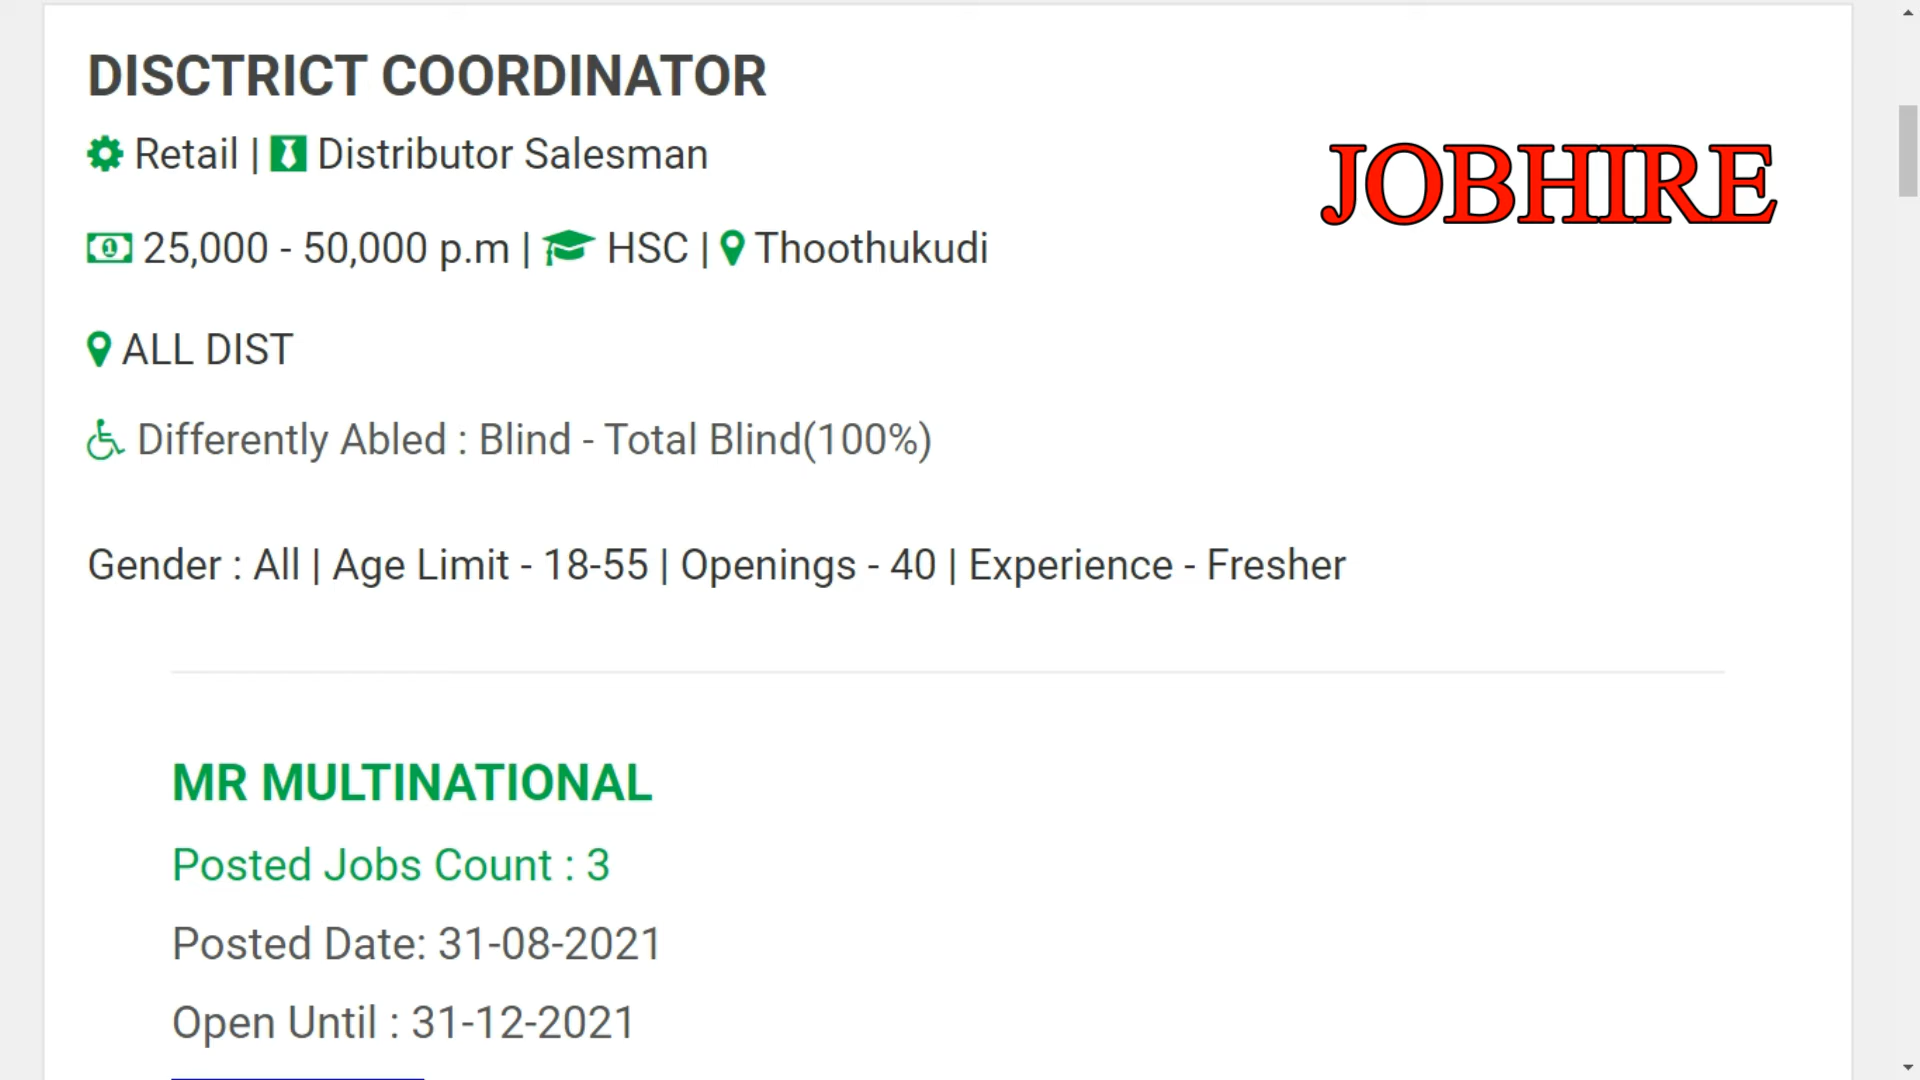 DISCTRICT COORDINATOR
Retail | Distributor Salesman
JOBHIRE
25,000 - 50,000 p.m | HSC | Thoothukudi
ALL DIST
Differently Abled : Blind - Total Blind(100%)
Gender : All | Age Limit - 18-55 | Openings - 40 | Experience - Fresher
MR MULTINATIONAL
Posted Jobs Count : 3
Posted Date: 31-08-2021
Open Until : 31-12-2021